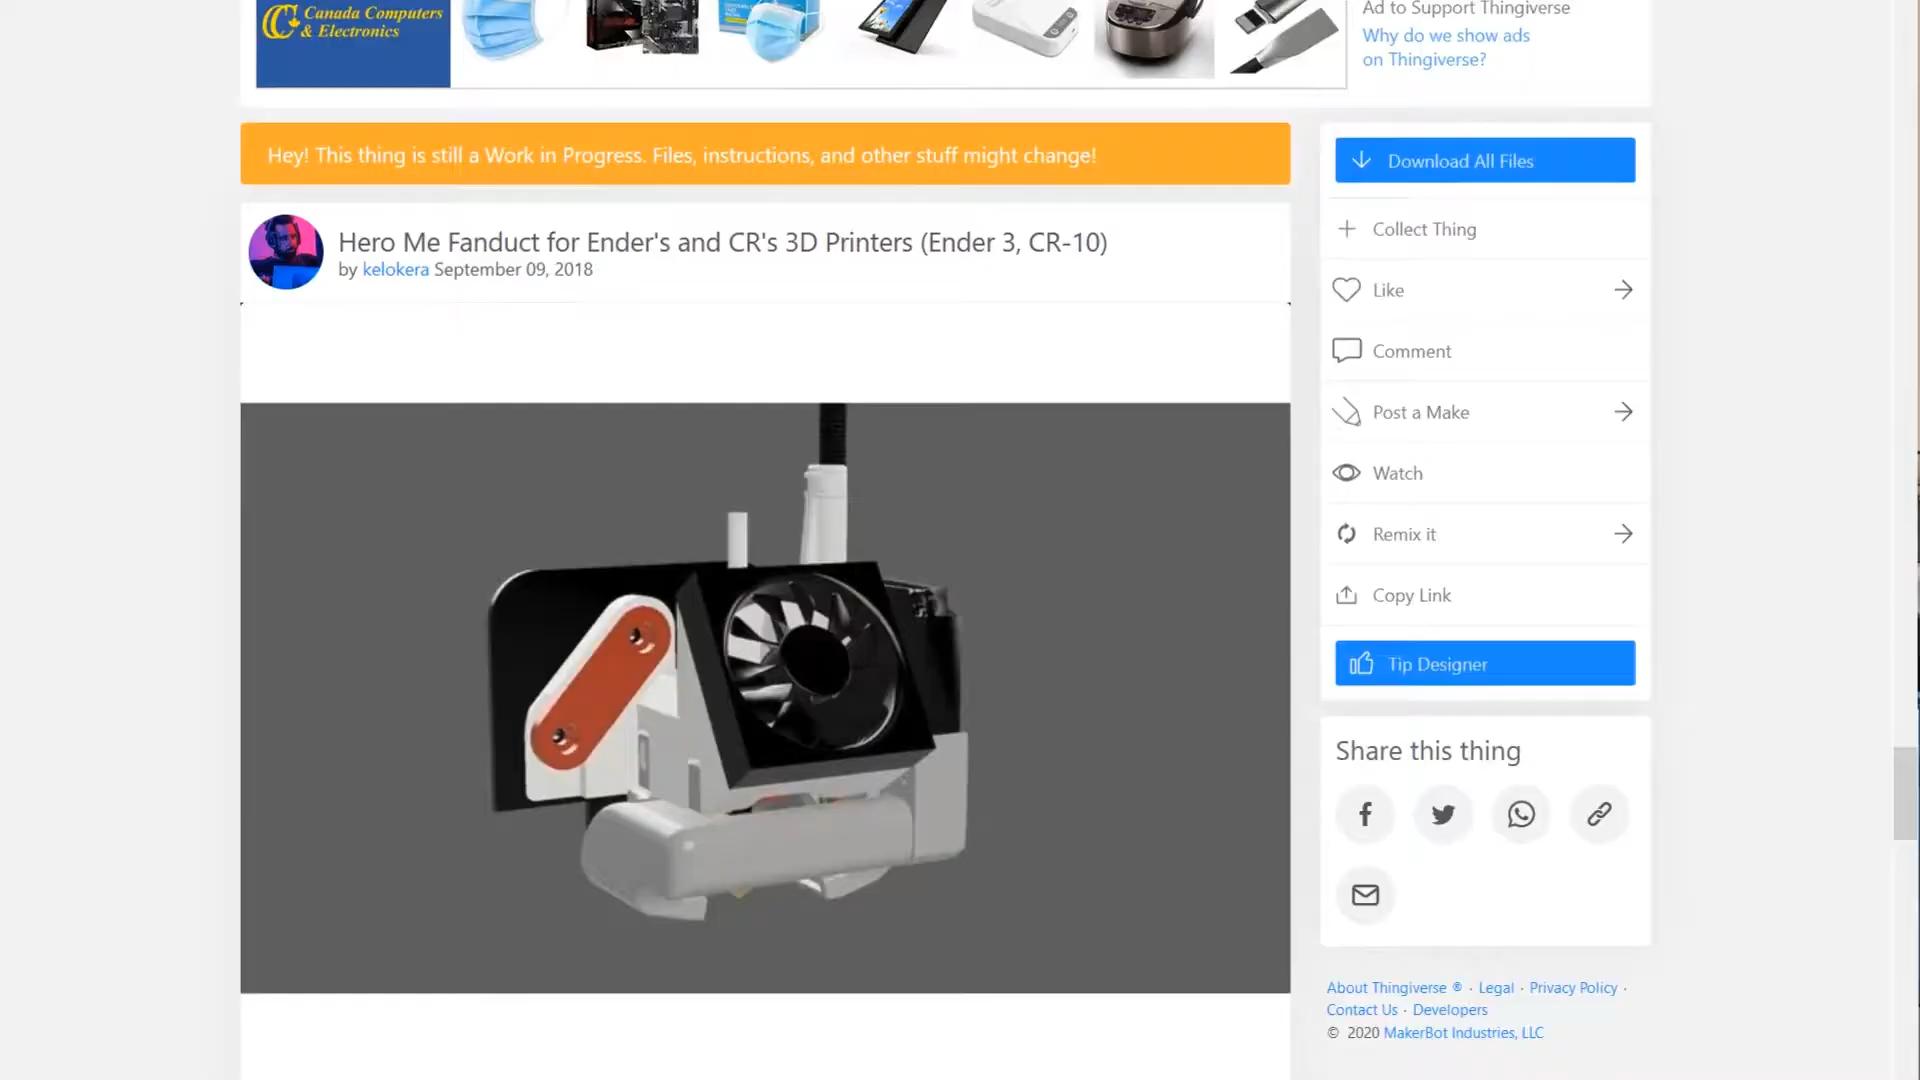 Canada Computers
& Electronics
Ad to Support Thingiverse
Why do we show ads
on Thingiverse?
Hey! This thing is still a Work in Progress. Files, instructions, and other stuff might change!
Hero Me Fanduct for Ender's and CR's 3D Printers (Ender 3, CR-10)
by kelokera September 09, 2018
Download All Files
Collect Thing
Like
Comment
Post a Make
Watch
Remix it
Copy Link
Tip Designer
Share this thing
About Thingiverse ® · Legal · Privacy Policy ·
Contact Us · Developers
© 2020 MakerBot Industries, LLC